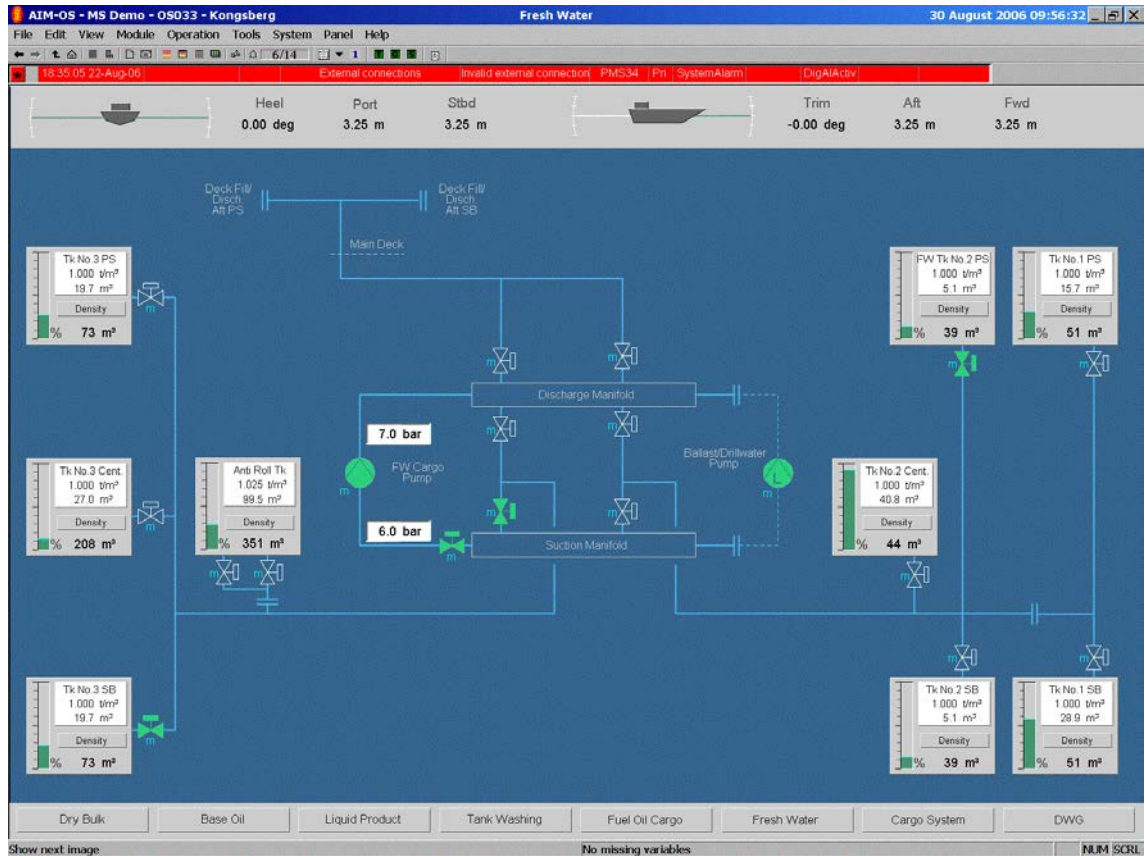 AIM-OS - MS Demo - OS033 - Kongsberg Fresh Water 30 August 2006 09:56:32
File Edit View Module Operation Tools System Panel Help
6/14 1
18:35:05 22-Aug-06 External connections Invalid external connection PMS34 Pri SystemAlarm DigAlActiv
Heel Port Stbd Trim Aft Fwd
0.00 deg 3.25 m 3.25 m -0.00 deg 3.25 m 3.25 m
Deck Fill/
Disch.
Aft PS
Deck Fill/
Disch.
Aft SB
Main Deck
Tk No.3 PS
1.000 t/m³
19.7 m³
Density
% 73 m³
m
FW Tk No.2 PS
1.000 t/m³
5.1 m³
Density
% 39 m³
m
Tk No.1 PS
1.000 t/m³
15.7 m³
Density
% 51 m³
m
m
m
Discharge Manifold
m
m
7.0 bar
FW Cargo
Pump
m
6.0 bar
m
Ballast/Drillwater
Pump
L
m
Tk No.3 Cent.
1.000 t/m³
27.0 m³
Density
% 208 m³
m
Anti Roll Tk
1.025 t/m³
99.5 m³
Density
% 351 m³
m
m
m
m
Suction Manifold
Tk No.2 Cent
1.000 t/m³
40.8 m³
Density
% 44 m³
m
m
m
Tk No.3 SB
1.000 t/m³
19.7 m³
Density
% 73 m³
m
Tk No.2 SB
1.000 t/m³
5.1 m³
Density
% 39 m³
Tk No.1 SB
1.000 t/m³
28.9 m³
Density
% 51 m³
Dry Bulk Base Oil Liquid Product Tank Washing Fuel Oil Cargo Fresh Water Cargo System DWG
Show next image No missing variables NUM SCRL